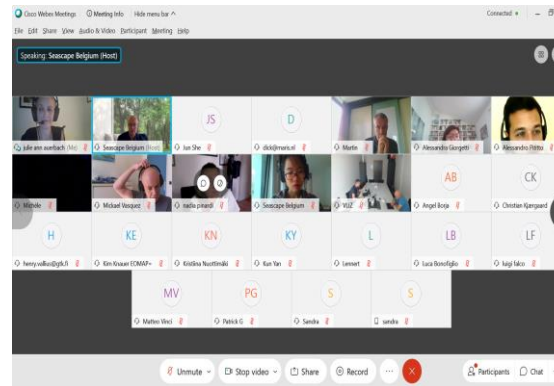 Cisco Webex Meetings Meeting Info Hide menu bar Connected
File Edit Share View Audio & Video Participant Meeting Help
Speaking: Seascape Belgium (Host)
JS D
julie ann auerbach (Me) Seascape Belgium (Host) Jun She dick@maris.nl Martin Alessandra Giorgetti Alessandro Pititto
AB CK
Michèle Mickael Vasquez nadia pinardi Seascape Belgium VLIZ Angel Borja Christian Kjærgaard
H KE KN KY L LB LF
henry.vallius@gtk.fi Kim Knauer EOMAP+ Kristiina Nuottimäki Kun Yan Lennert Luca Bonofiglio luigi falco
MV PG S S
Matteo Vinci Patrick G Sandra sandra
Unmute Stop video Share Record Participants Chat